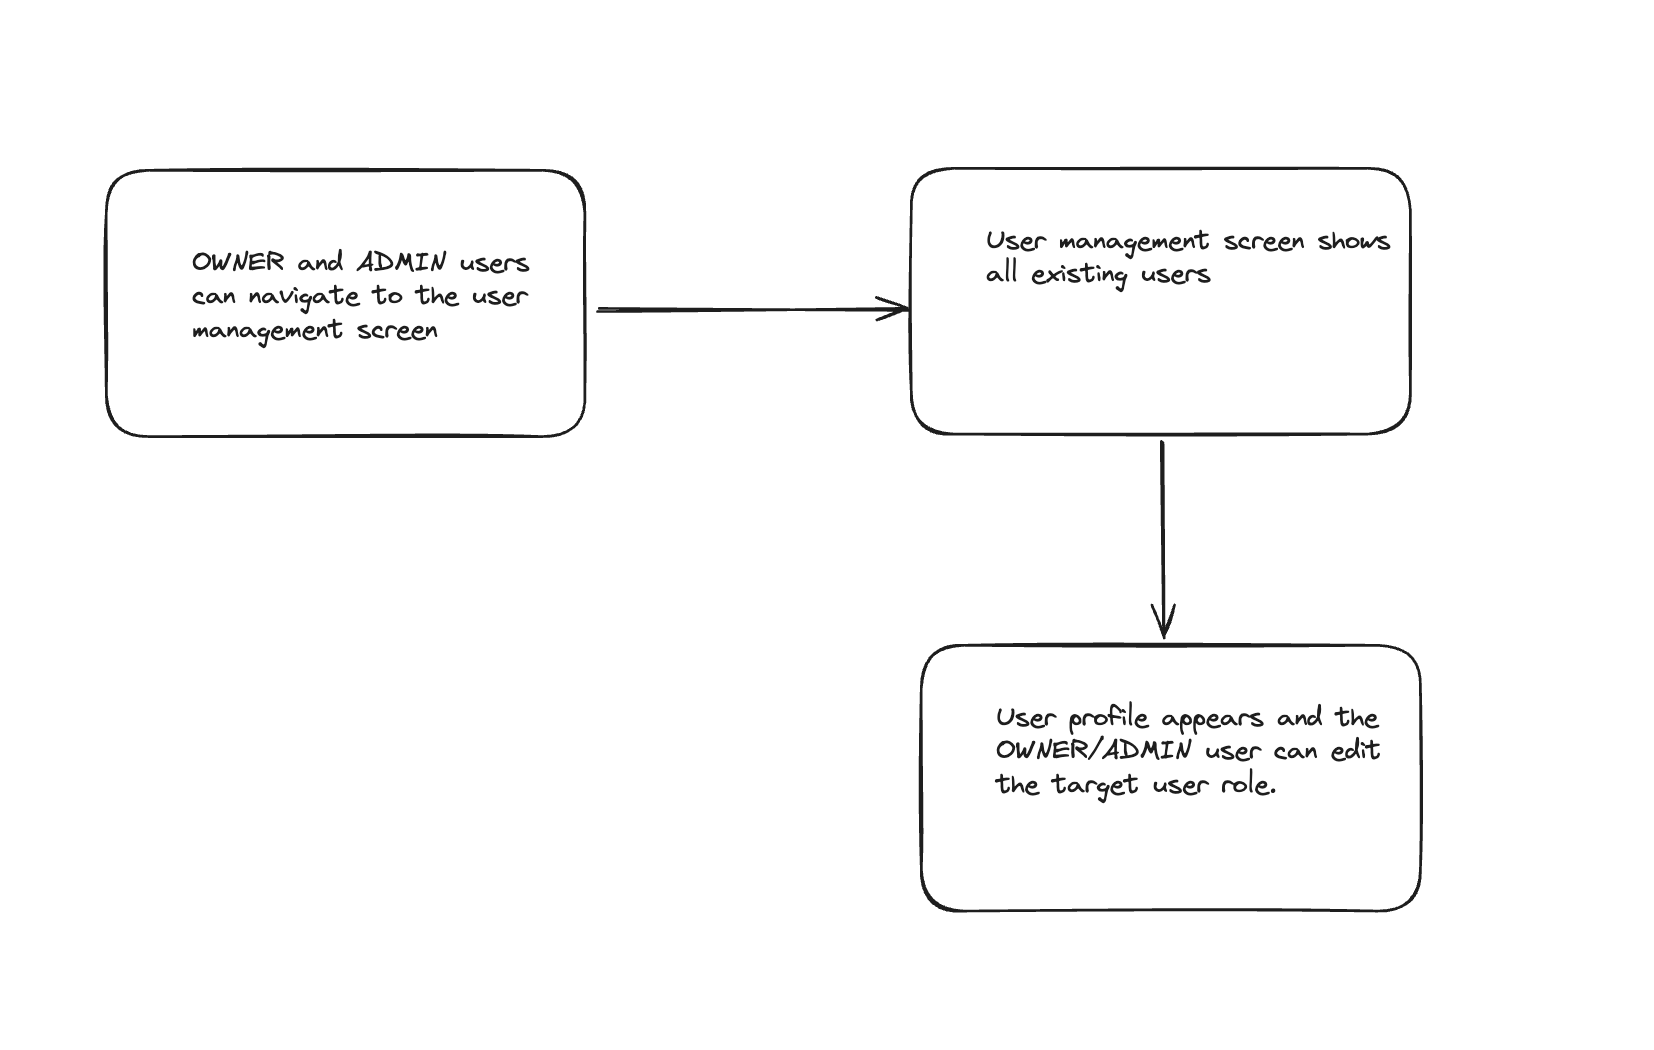 OWNER and ADMIN users
can navigate to the user
management screen
User management screen shows
all existing users
User profile appears and the
OWNER/ADMIN user can edit
the target user role.